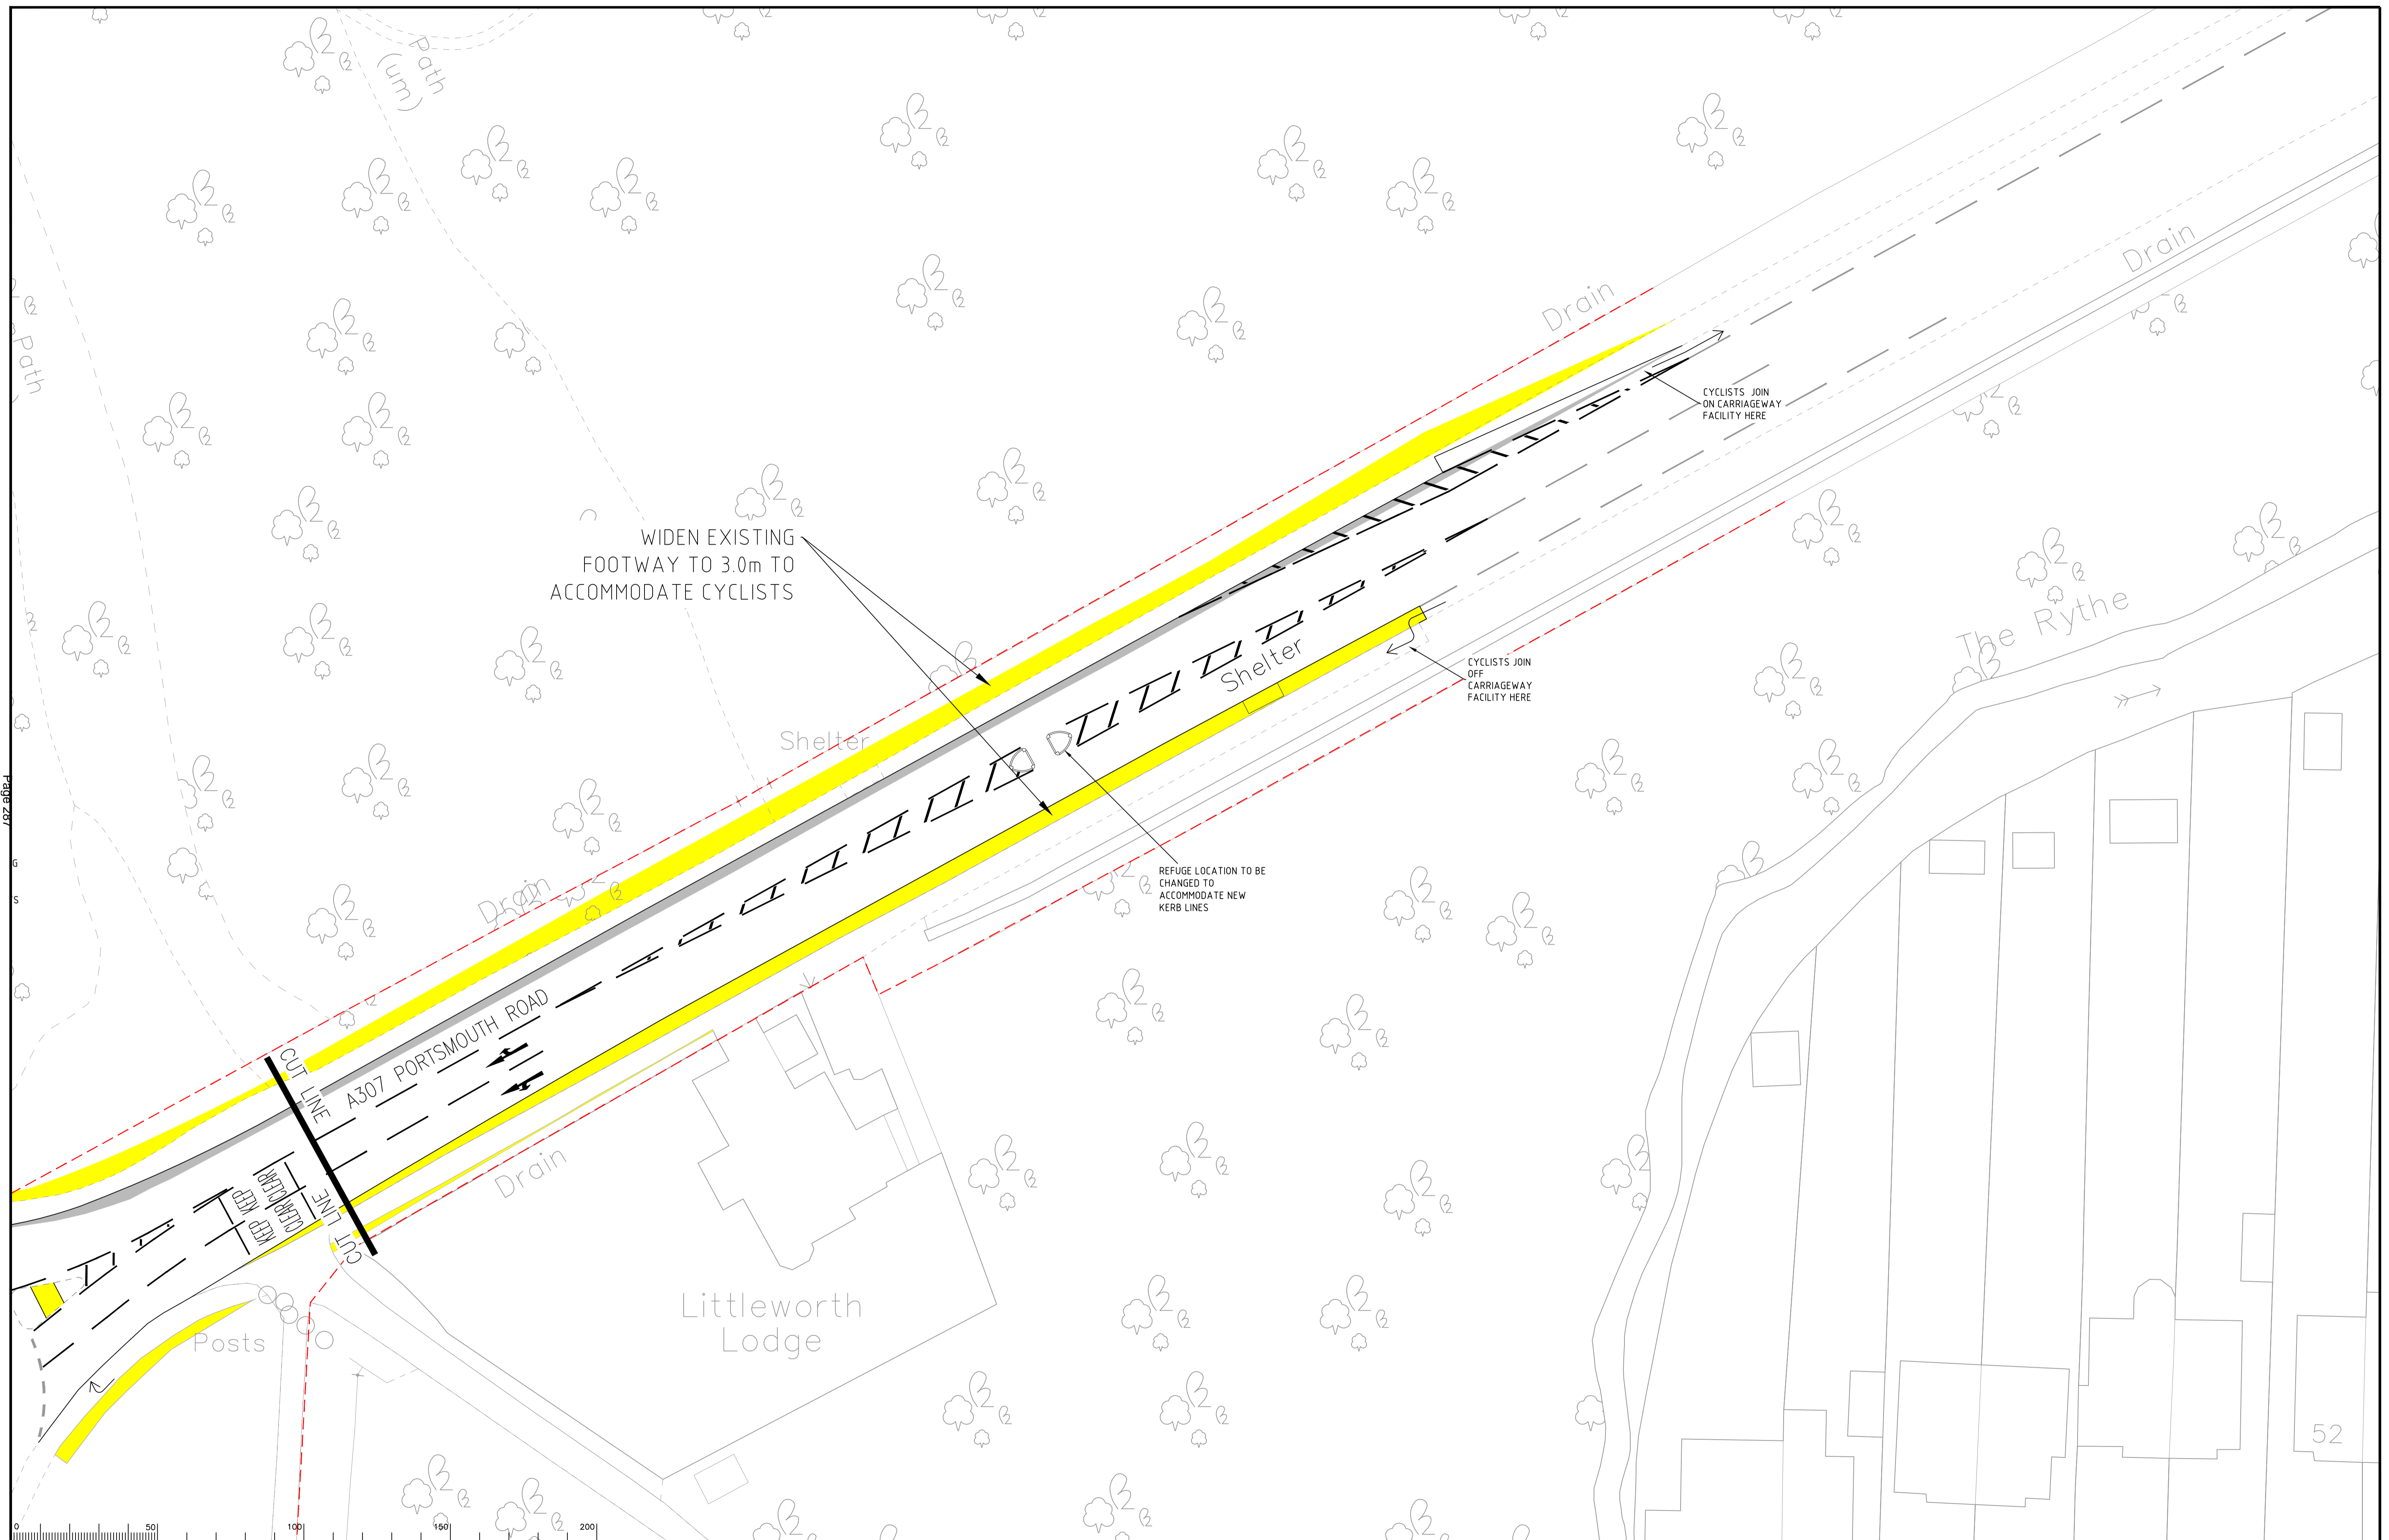 Path
(um)
Path
Drain
Drain
CYCLISTS JOIN
ON CARRIAGEWAY
FACILITY HERE
WIDEN EXISTING
FOOTWAY TO 3.0m TO
ACCOMMODATE CYCLISTS
The Rythe
Shelter
CYCLISTS JOIN
OFF
CARRIAGEWAY
FACILITY HERE
Shelter
Page 287
G
S
REFUGE LOCATION TO BE
CHANGED TO
ACCOMMODATE NEW
KERB LINES
Drain
A307 PORTSMOUTH ROAD
CUT LINE
KEEP
CLEAR
KEEP
CLEAR
CUT LINE
Drain
Littleworth
Lodge
Posts
52
0 50 100 150 200